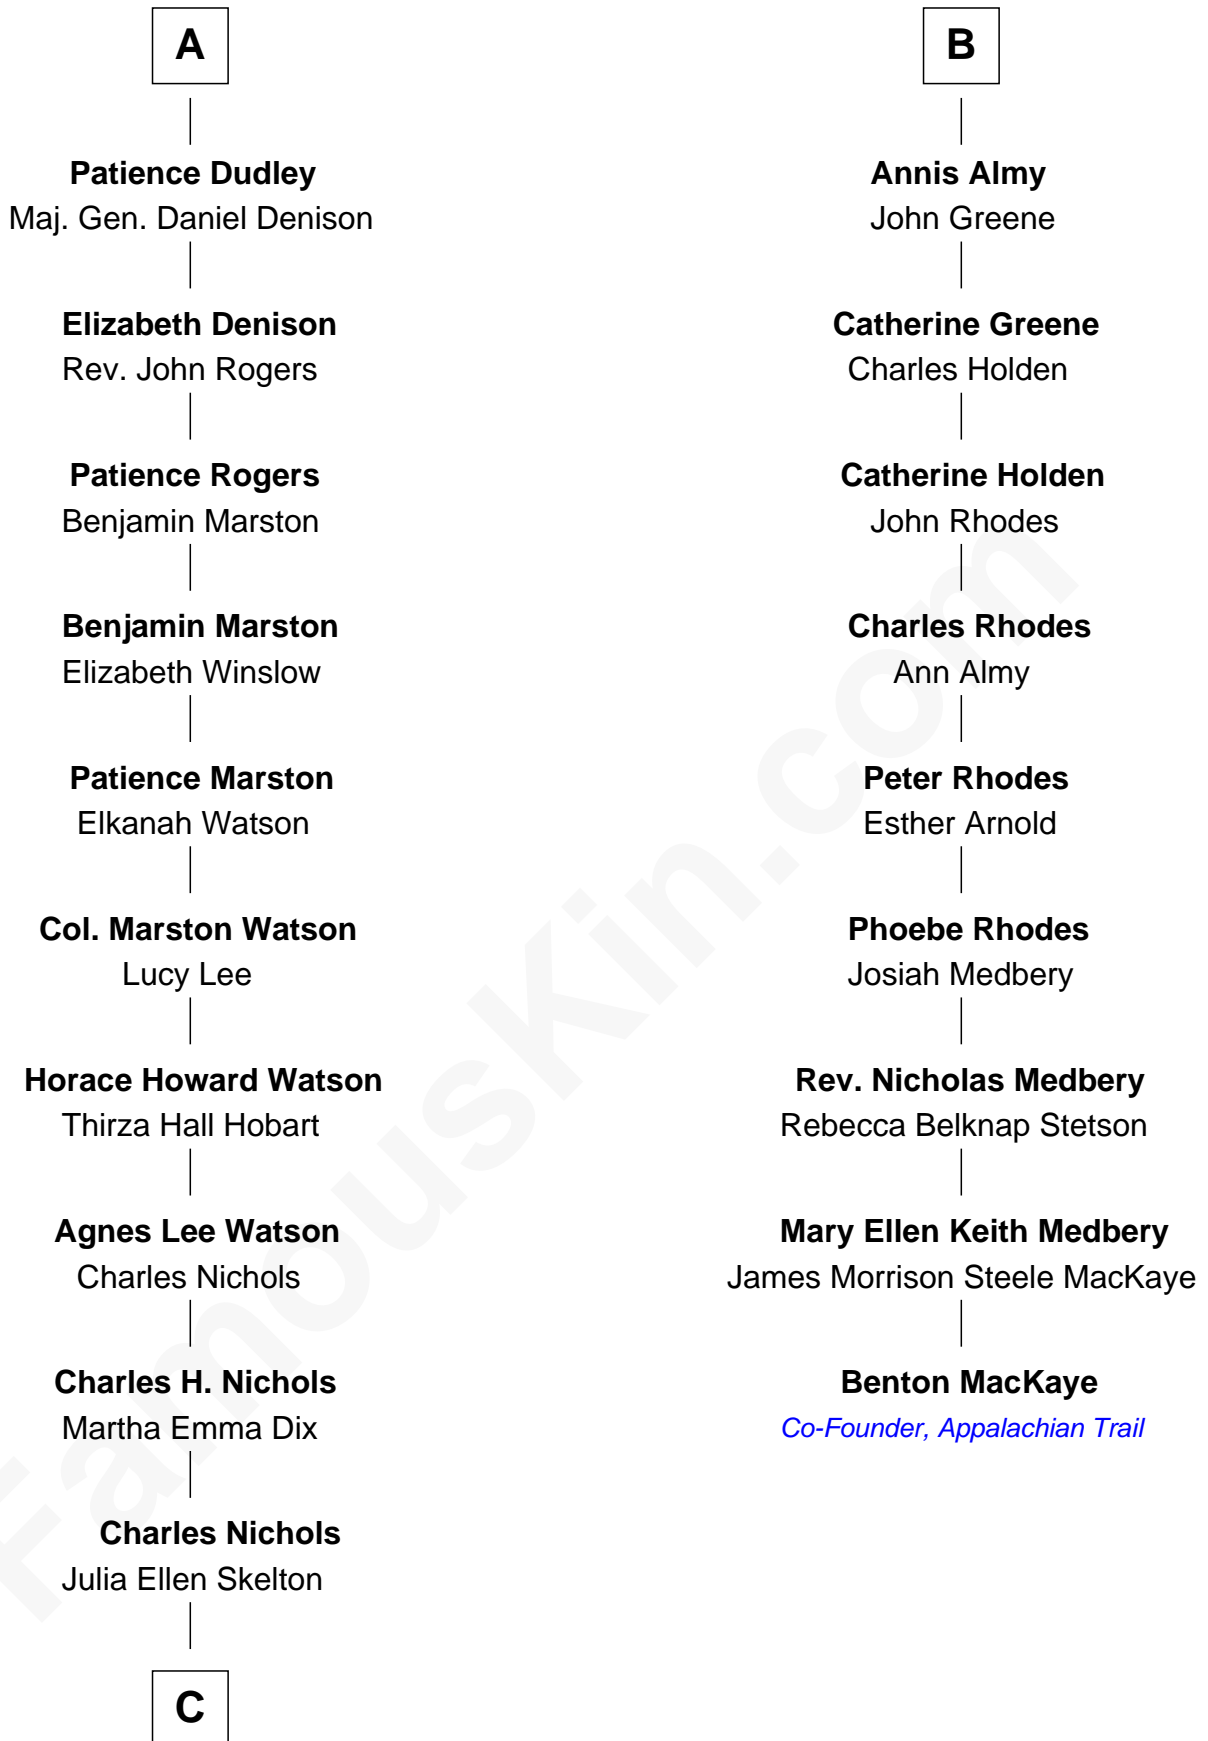 A
Patience Dudley
Maj. Gen. Daniel Denison
Elizabeth Denison
Rev. John Rogers
Patience Rogers
Benjamin Marston
Benjamin Marston
Elizabeth Winslow
Patience Marston
Elkanah Watson
Col. Marston Watson
Lucy Lee
Horace Howard Watson
Thirza Hall Hobart
Agnes Lee Watson
Charles Nichols
Charles H. Nichols
Martha Emma Dix
Charles Nichols
Julia Ellen Skelton
C
B
Annis Almy
John Greene
Catherine Greene
Charles Holden
Catherine Holden
John Rhodes
Charles Rhodes
Ann Almy
Peter Rhodes
Esther Arnold
Phoebe Rhodes
Josiah Medbery
Rev. Nicholas Medbery
Rebecca Belknap Stetson
Mary Ellen Keith Medbery
James Morrison Steele MacKaye
Benton MacKaye
Co-Founder, Appalachian Trail
FamousKin.com